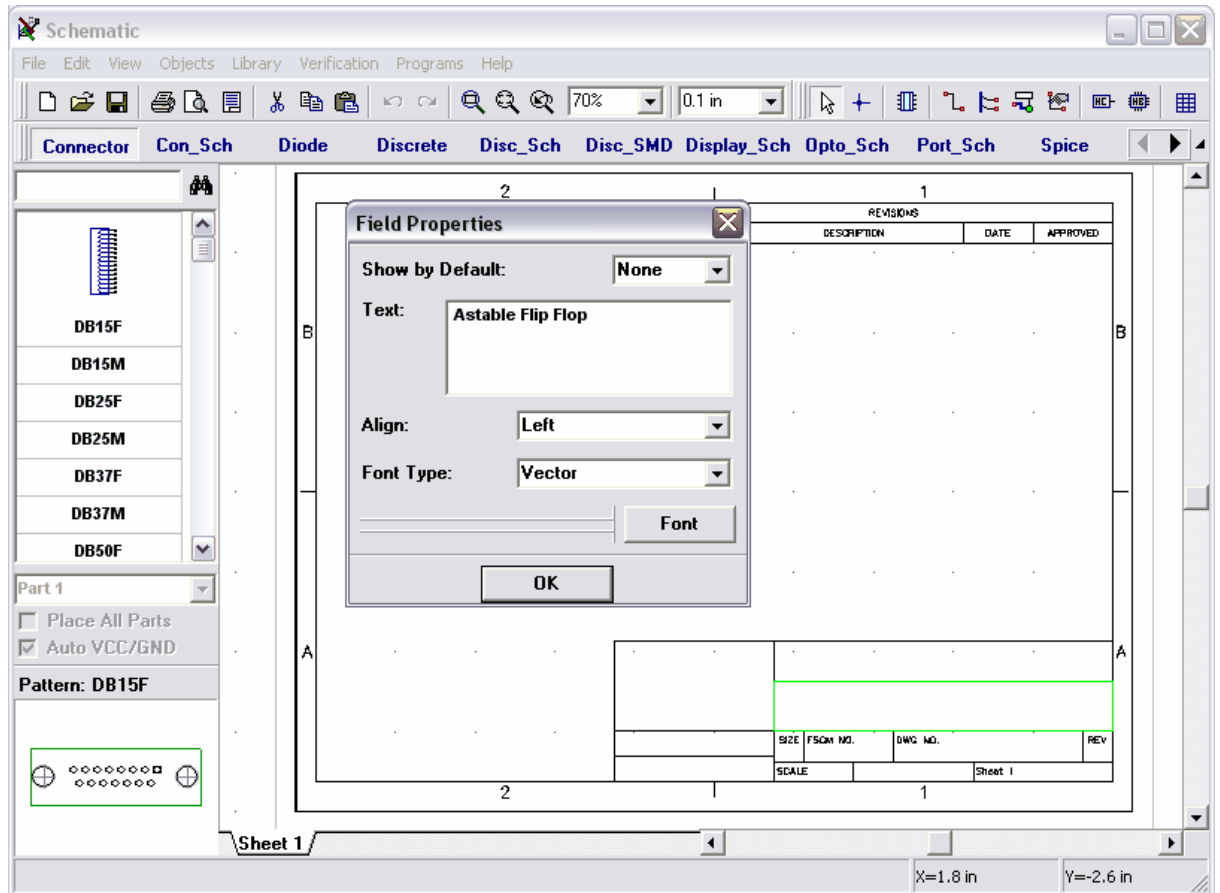 Schematic
File Edit View Objects Library Verification Programs Help
70% 0.1 in
Connector Con_Sch Diode Discrete Disc_Sch Disc_SMD Display_Sch Opto_Sch Port_Sch Spice
2 1
REVISIONS
DESCRIPTION DATE APPROVED
Field Properties
Show by Default: None
Text: Astable Flip Flop
Align: Left
Font Type: Vector
Font
OK
DB15F
DB15M
DB25F
DB25M
DB37F
DB37M
DB50F
Part 1
Place All Parts
Auto VCC/GND
Pattern: DB15F
B B
A A
SIZE FSCM NO. DWG NO. REV
SCALE Sheet 1
2 1
Sheet 1
X=1.8 in Y=-2.6 in